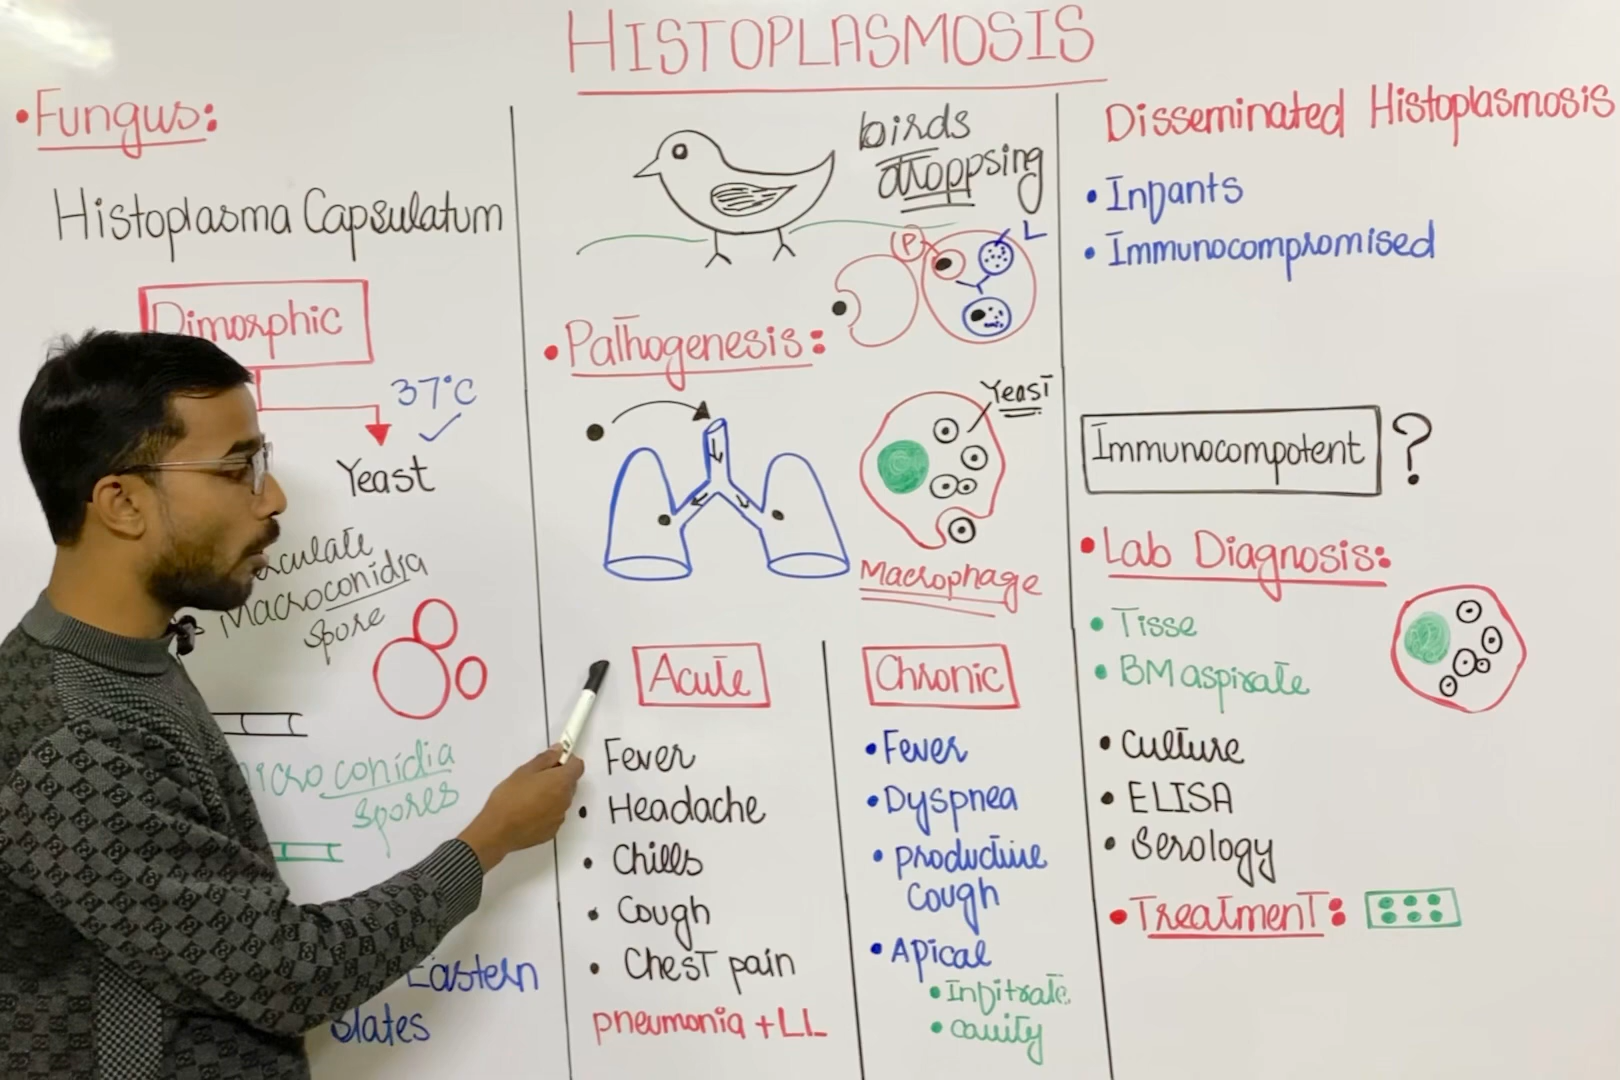 HISTOPLASMOSIS
• Fungus:
Histoplasma Capsulatum
Dimorphic
37°C
Yeast
Macroconidia
Spore
conidia
Spores
Eastern
States
birds
droppsing
P
L
• Pathogenesis:
Yeast
Macrophage
Acute
Fever
• Headache
• Chills
• Cough
• Chest pain
pneumonia + LL
Chronic
• Fever
• Dyspnea
• productive
cough
• Apical
• Infitrate
• cavity
Disseminated Histoplasmosis
• Infants
• Immunocompromised
Immunocompotent ?
• Lab Diagnosis:
• Tisse
• BM aspirate
• Culture
• ELISA
• Serology
• Treatment: